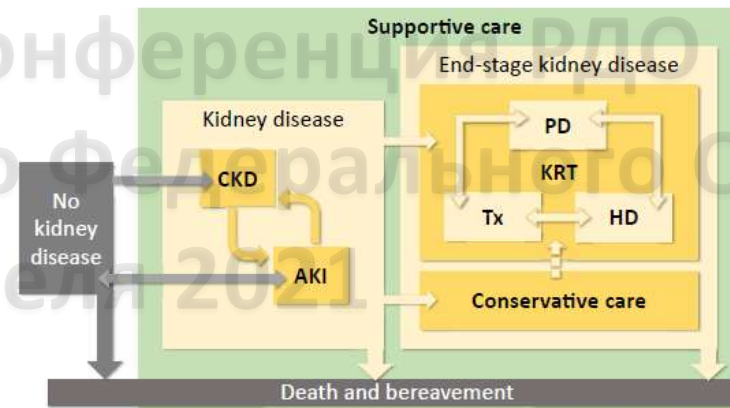 Supportive care
онференция РДО
End-stage kidney disease
Kidney disease
PD
KRT
CKD
Tx
HD
о Федерального О
No
kidney
disease
AKI
еля 2021
Conservative care
Death and bereavement